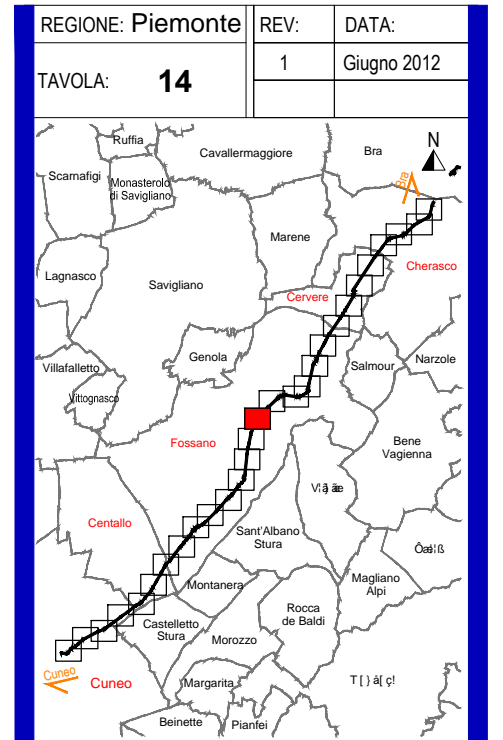 REGIONE: Piemonte
REV:
DATA:
TAVOLA: 14
1
Giugno 2012
Ruffia
Cavallermaggiore
Bra
N
Scarnafigi
Monasterolo
di Savigliano
Bra
Marene
Cherasco
Lagnasco
Savigliano
Cervere
Genola
Salmour
Narzole
Villafalletto
Vittognasco
Fossano
Bene
Vagienna
Centallo
Sant'Albano
Stura
Magliano
Alpi
Montanera
Rocca
de Baldi
Castelletto
Stura
Morozzo
Cuneo
Cuneo
Margarita
Beinette
Pianfei